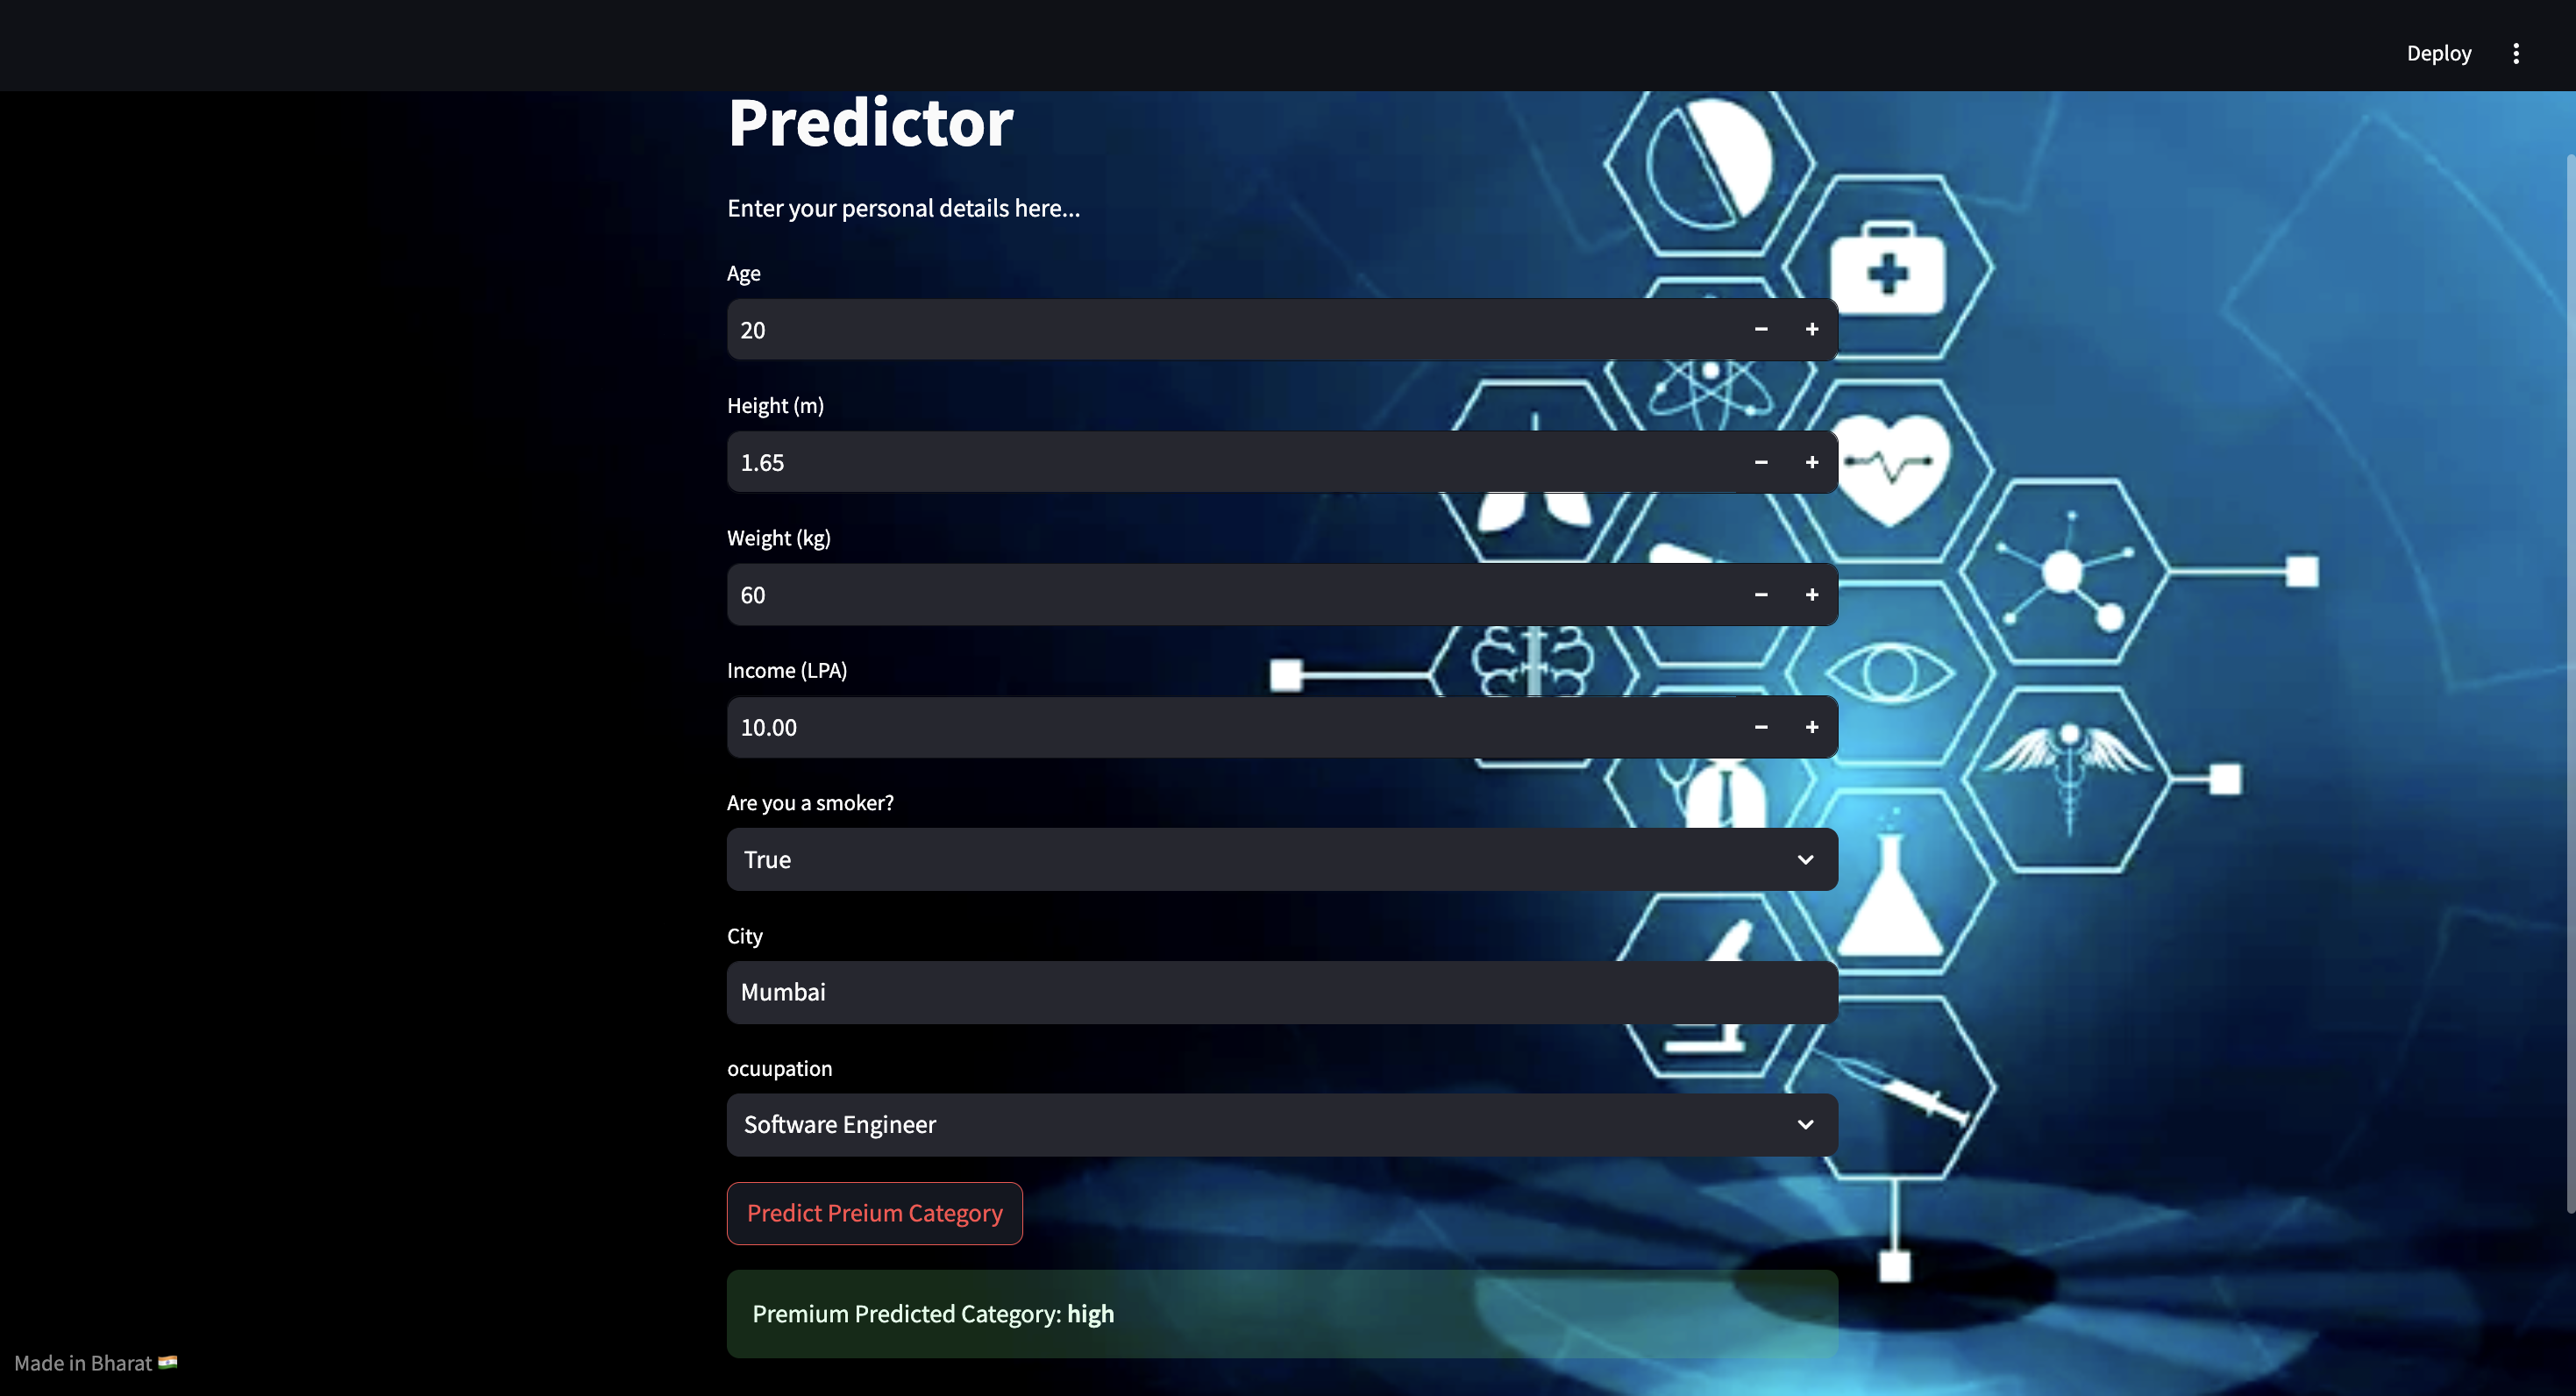 Deploy
Predictor
Enter your personal details here...
Age
20
Height (m)
1.65
Weight (kg)
60
Income (LPA)
10.00
Are you a smoker?
True
City
Mumbai
ocuupation
Software Engineer
Predict Preium Category
Premium Predicted Category: high
Made in Bharat 🇮🇳